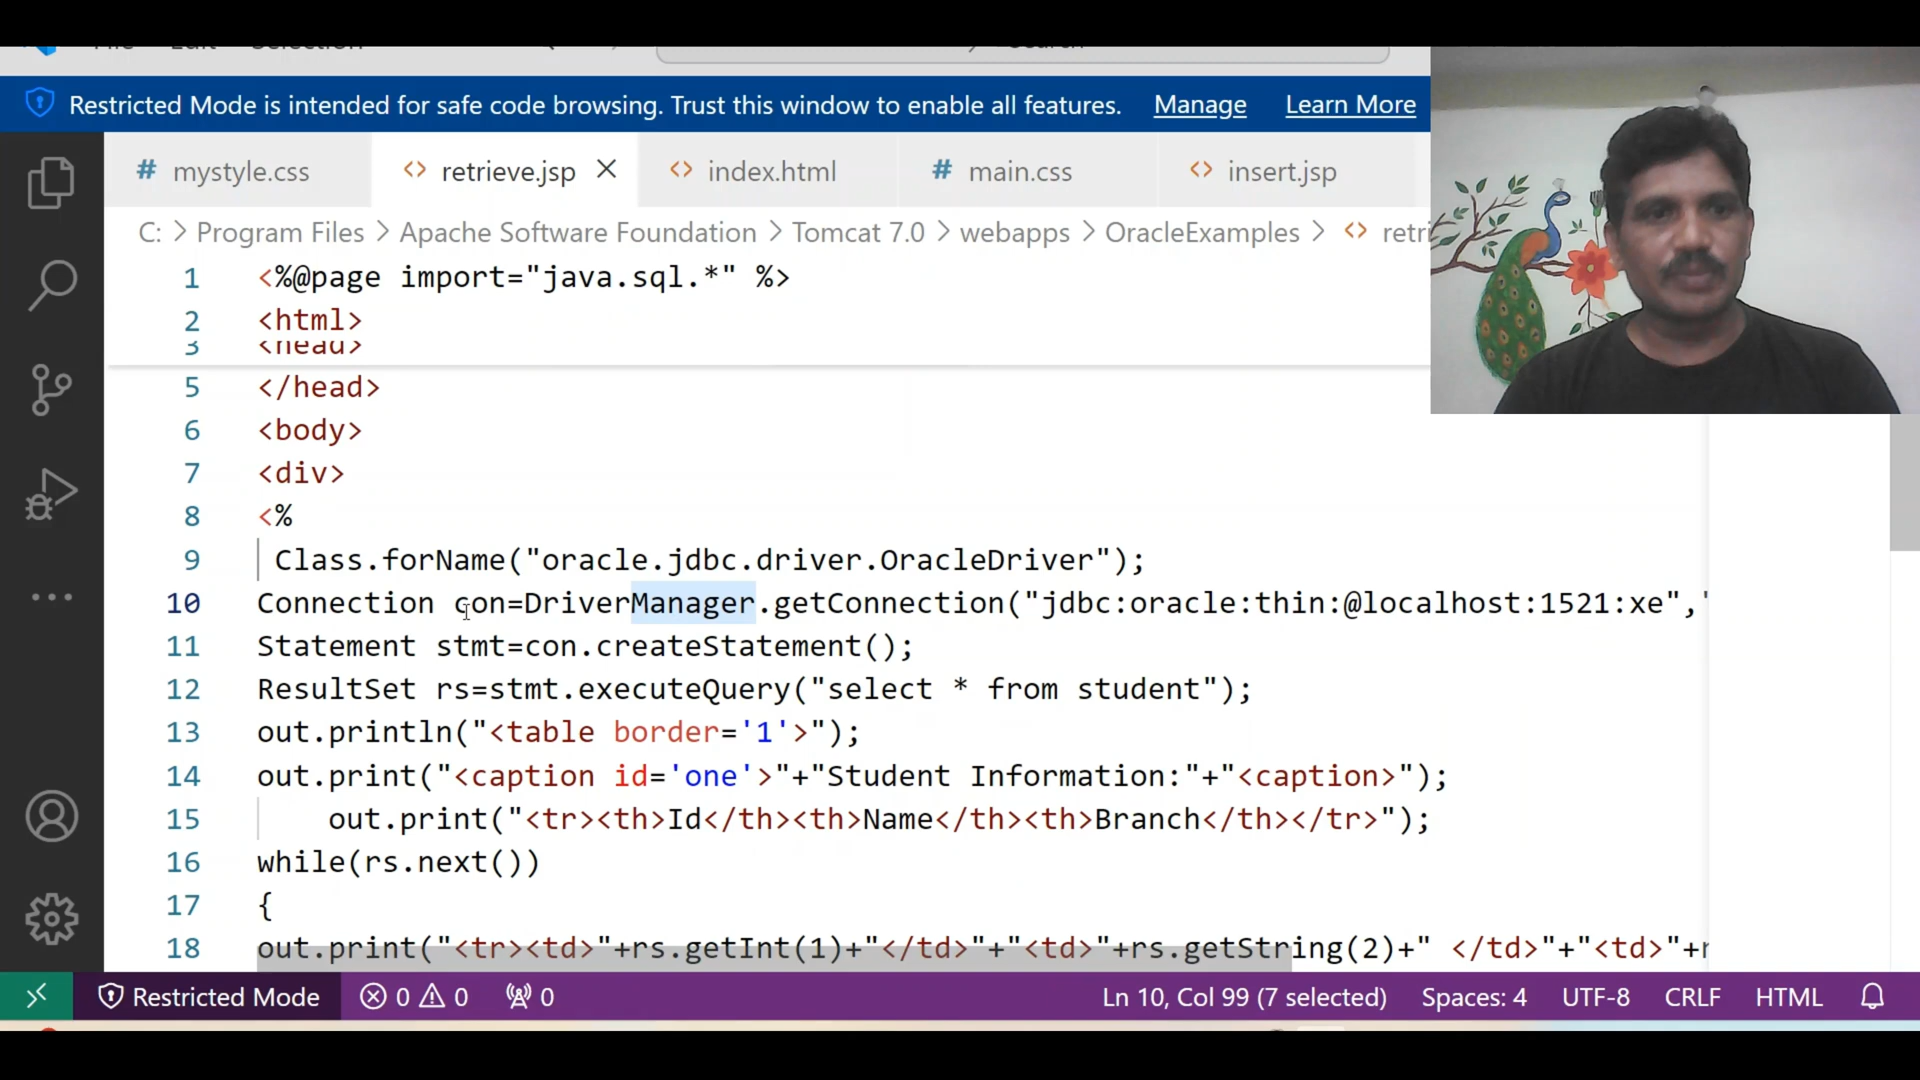 File Edit Selection
Search
Restricted Mode is intended for safe code browsing. Trust this window to enable all features. Manage Learn More
# mystyle.css <> retrieve.jsp × <> index.html # main.css <> insert.jsp
C: > Program Files > Apache Software Foundation > Tomcat 7.0 > webapps > OracleExamples > <> retri
1 <%@page import="java.sql.*" %>
2 <html>
3 <head>
5 </head>
6 <body>
7 <div>
8 <%
9 Class.forName("oracle.jdbc.driver.OracleDriver");
10 Connection con=DriverManager.getConnection("jdbc:oracle:thin:@localhost:1521:xe",'
11 Statement stmt=con.createStatement();
12 ResultSet rs=stmt.executeQuery("select * from student");
13 out.println("<table border='1'>");
14 out.print("<caption id='one'>"+"Student Information:"+"<caption>");
15 out.print("<tr><th>Id</th><th>Name</th><th>Branch</th></tr>");
16 while(rs.next())
17 {
18 out.print("<tr><td>"+rs.getInt(1)+"</td>"+"<td>"+rs.getString(2)+" </td>"+"<td>"+r
Restricted Mode 0 0 0 Ln 10, Col 99 (7 selected) Spaces: 4 UTF-8 CRLF HTML